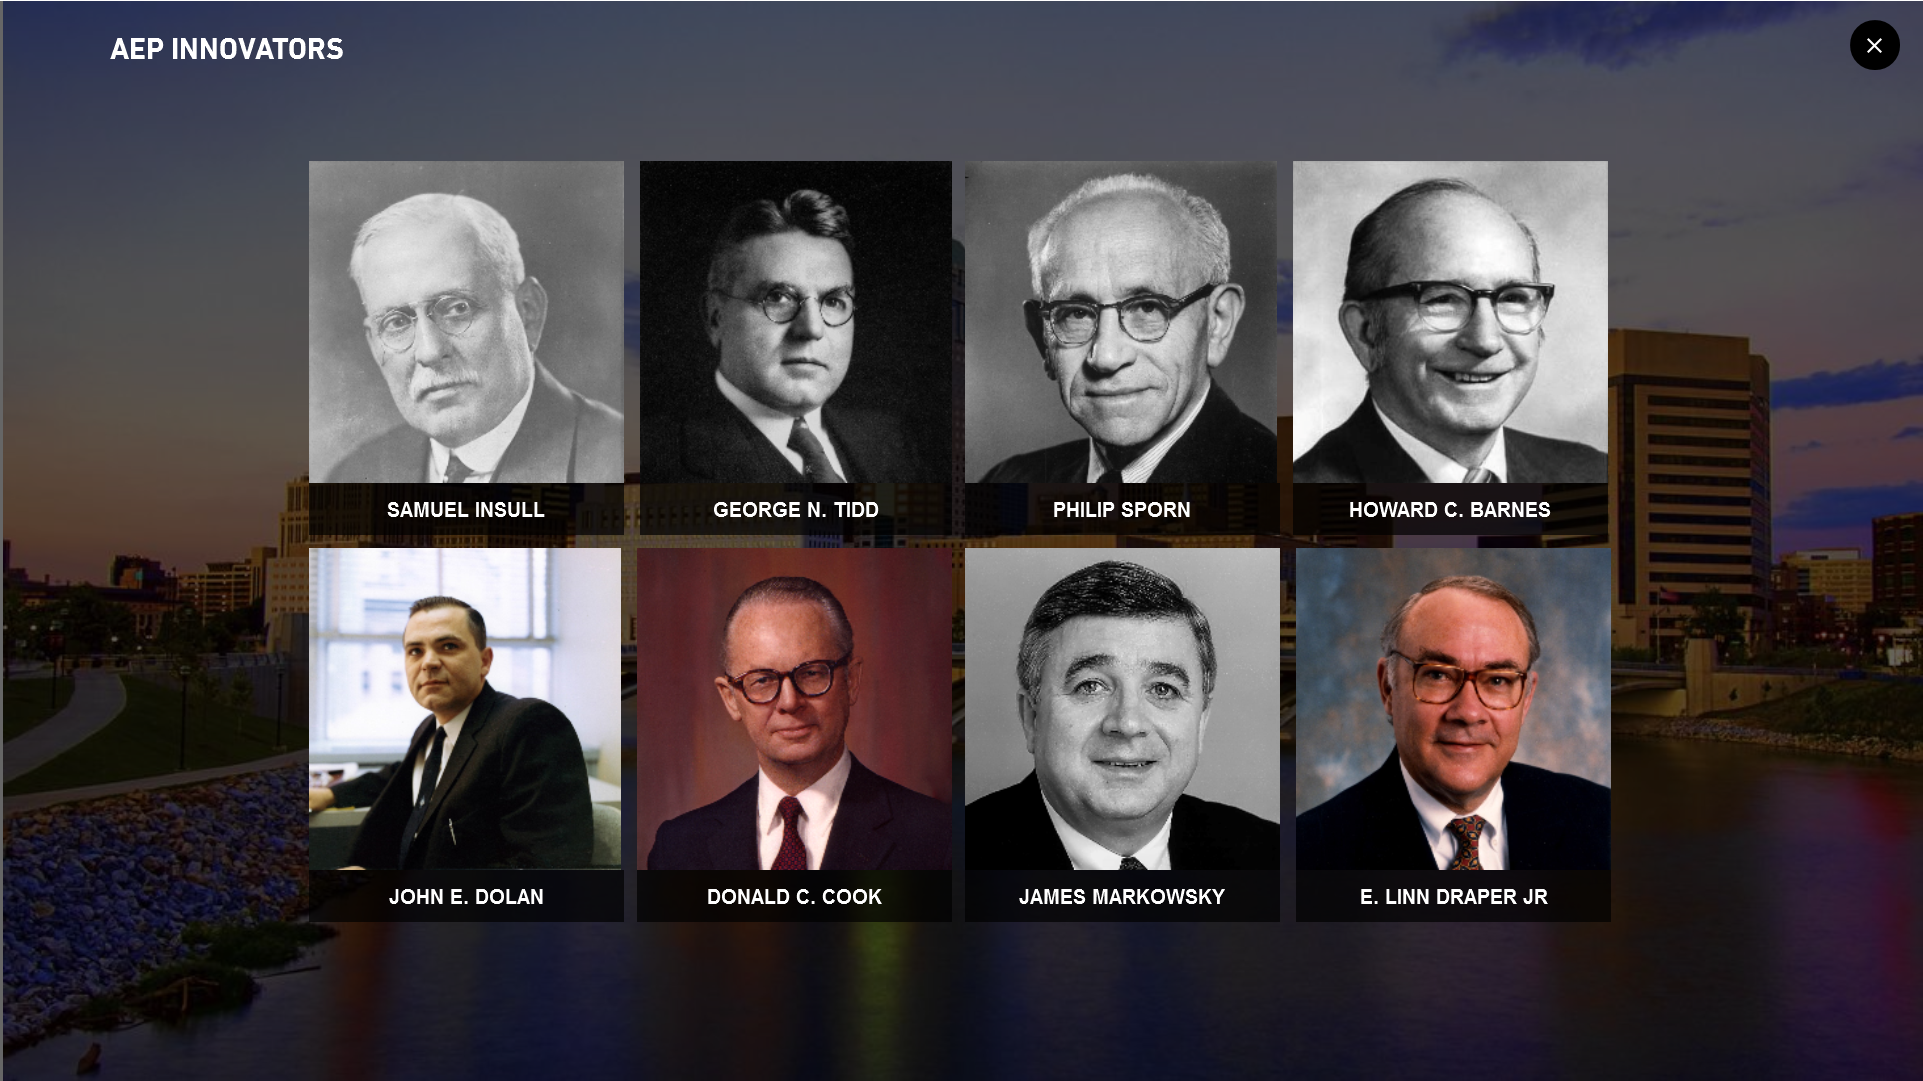 AEP INNOVATORS
SAMUEL INSULL
GEORGE N. TIDD
PHILIP SPORN
HOWARD C. BARNES
JOHN E. DOLAN
DONALD C. COOK
JAMES MARKOWSKY
E. LINN DRAPER JR